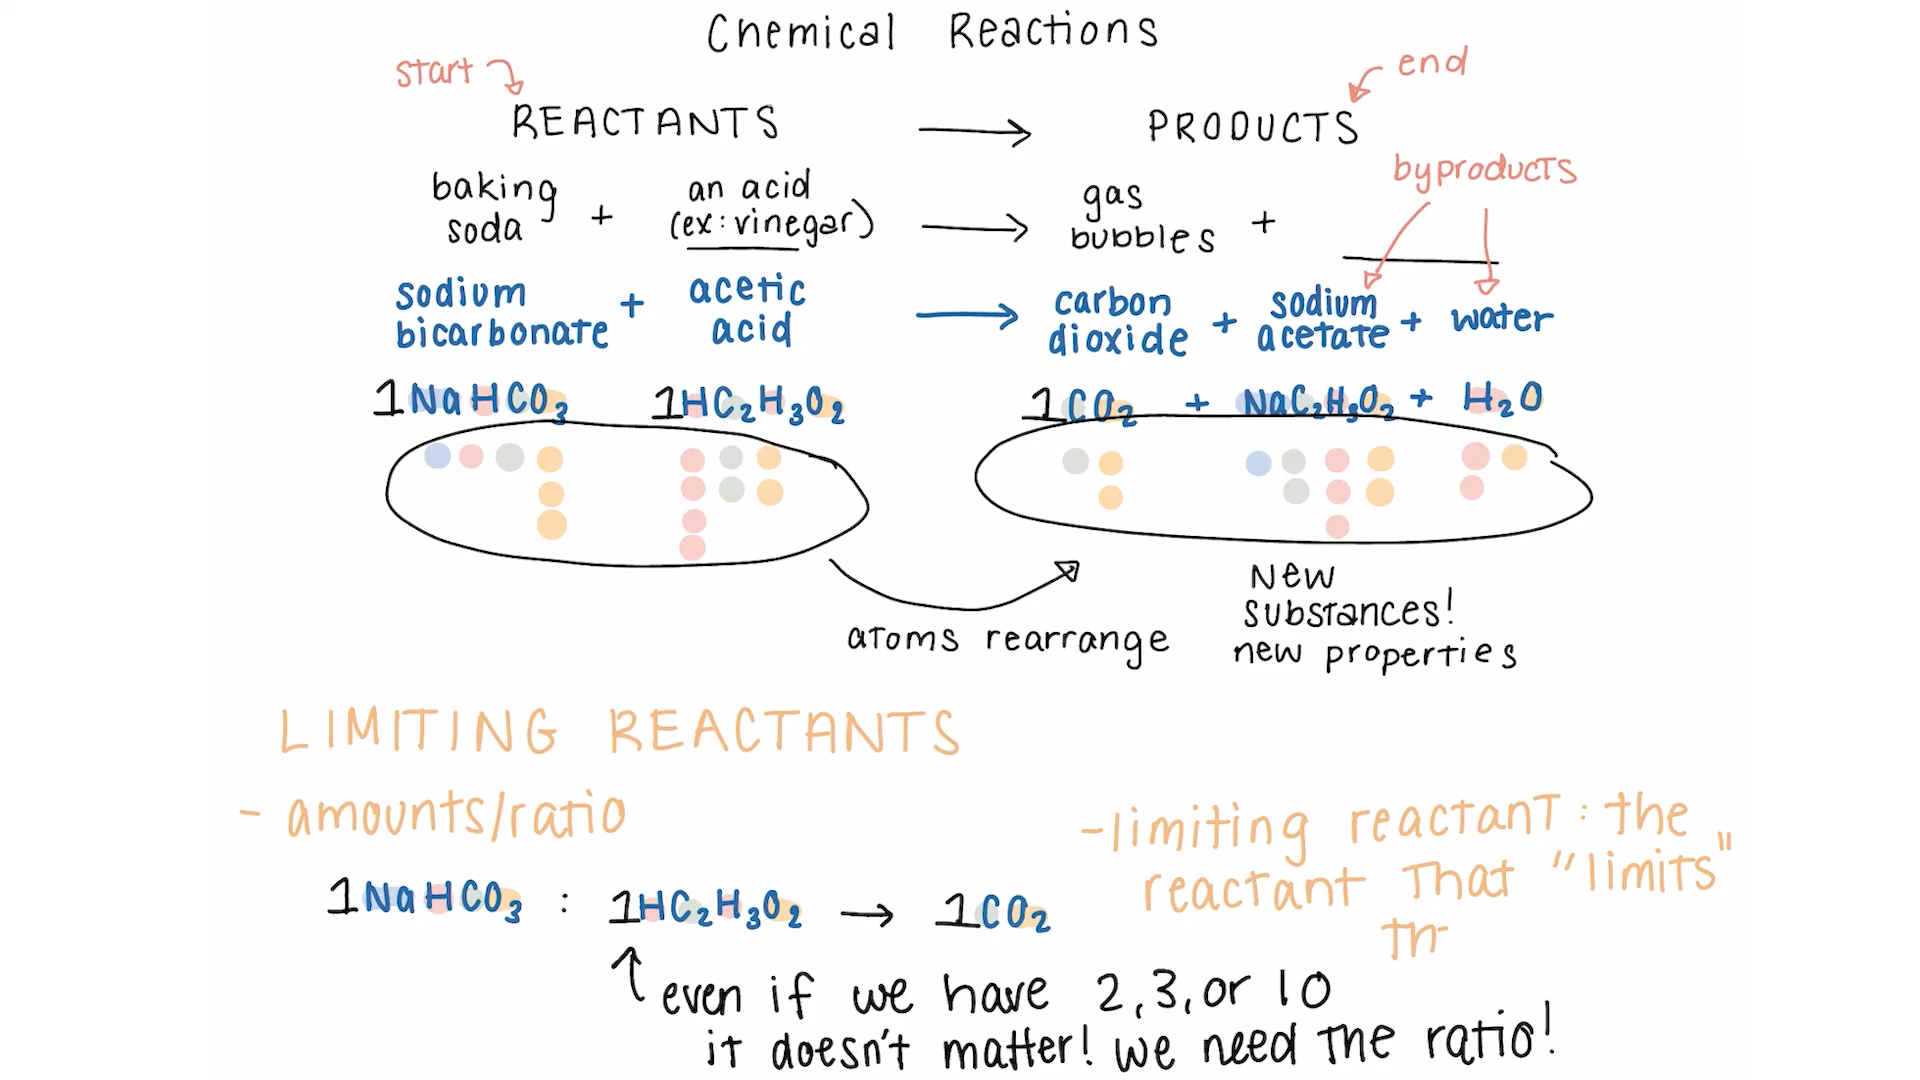 Chemical Reactions
start
end
REACTANTS → PRODUCTS
byproducts
baking soda + an acid (ex: vinegar) → gas bubbles +
sodium bicarbonate + acetic acid → carbon dioxide + sodium acetate + water
1NaHCO₃ 1HC₂H₃O₂ 1CO₂ + NaC₂H₃O₂ + H₂O
atoms rearrange
New
substances!
new properties
LIMITING REACTANTS
- amounts/ratio
1NaHCO₃ : 1HC₂H₃O₂ → 1CO₂
even if we have 2, 3, or 10
it doesn't matter! we need the ratio!
- limiting reactant: the
reactant that "limits"
th